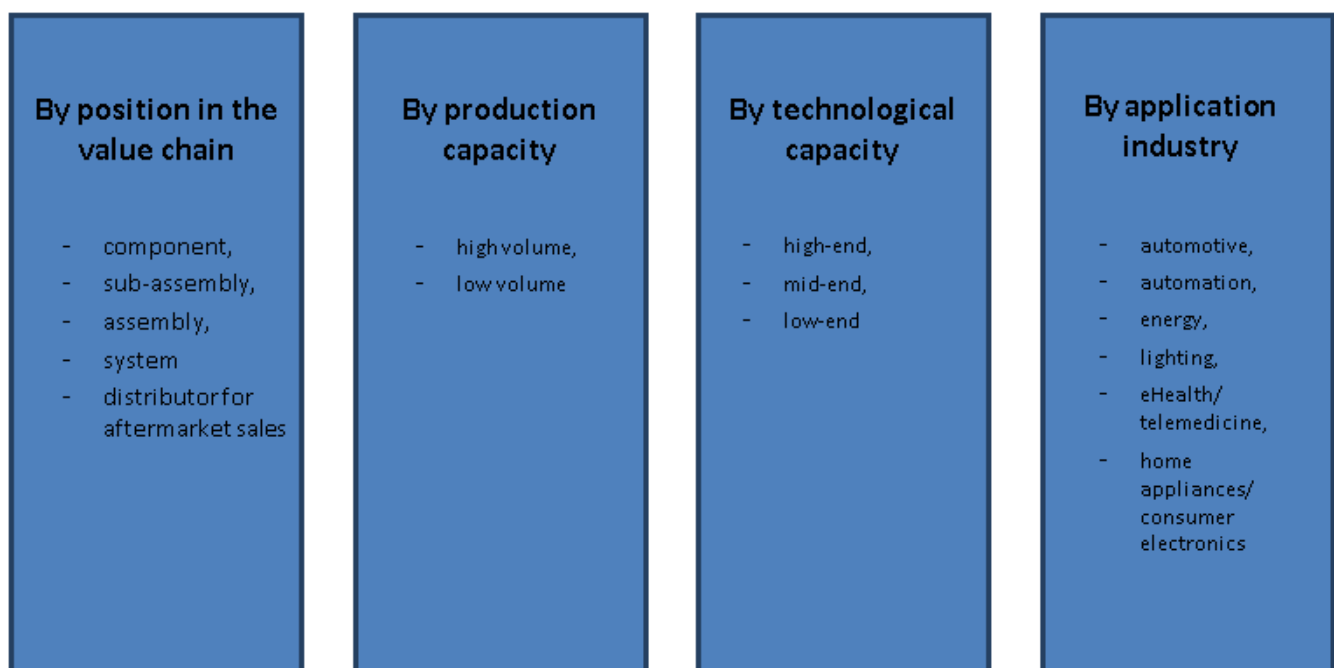 By position in the
value chain
- component,
- sub-assembly,
- assembly,
- system
- distributor for
aftermarket sales
By production
capacity
- high volume,
- low volume
By technological
capacity
- high-end,
- mid-end,
- low-end
By application
industry
- automotive,
- automation,
- energy,
- lighting,
- eHealth/
telemedicine,
- home
appliances/
consumer
electronics